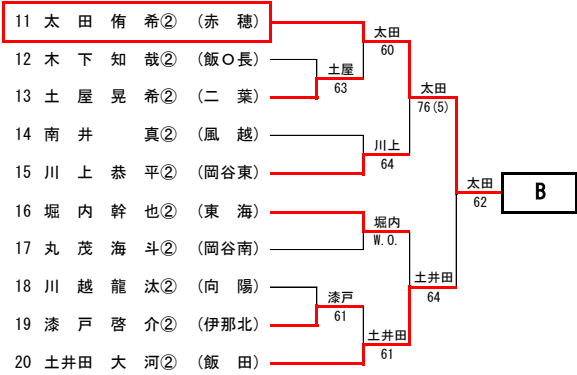 11 太 田 侑 希② (赤 穂)
太田
60
12 木 下 知 哉② (飯O長)
土屋
63
13 土 屋 晃 希② (二 葉)
太田
76(5)
14 南 井 真② (風 越)
川上
64
15 川 上 恭 平② (岡谷東)
太田
62
B
16 堀 内 幹 也② (東 海)
堀内
W.O.
17 丸 茂 海 斗② (岡谷南)
土井田
64
18 川 越 龍 汰② (向 陽)
漆戸
61
19 漆 戸 啓 介② (伊那北)
土井田
61
20 土井田 大 河② (飯 田)